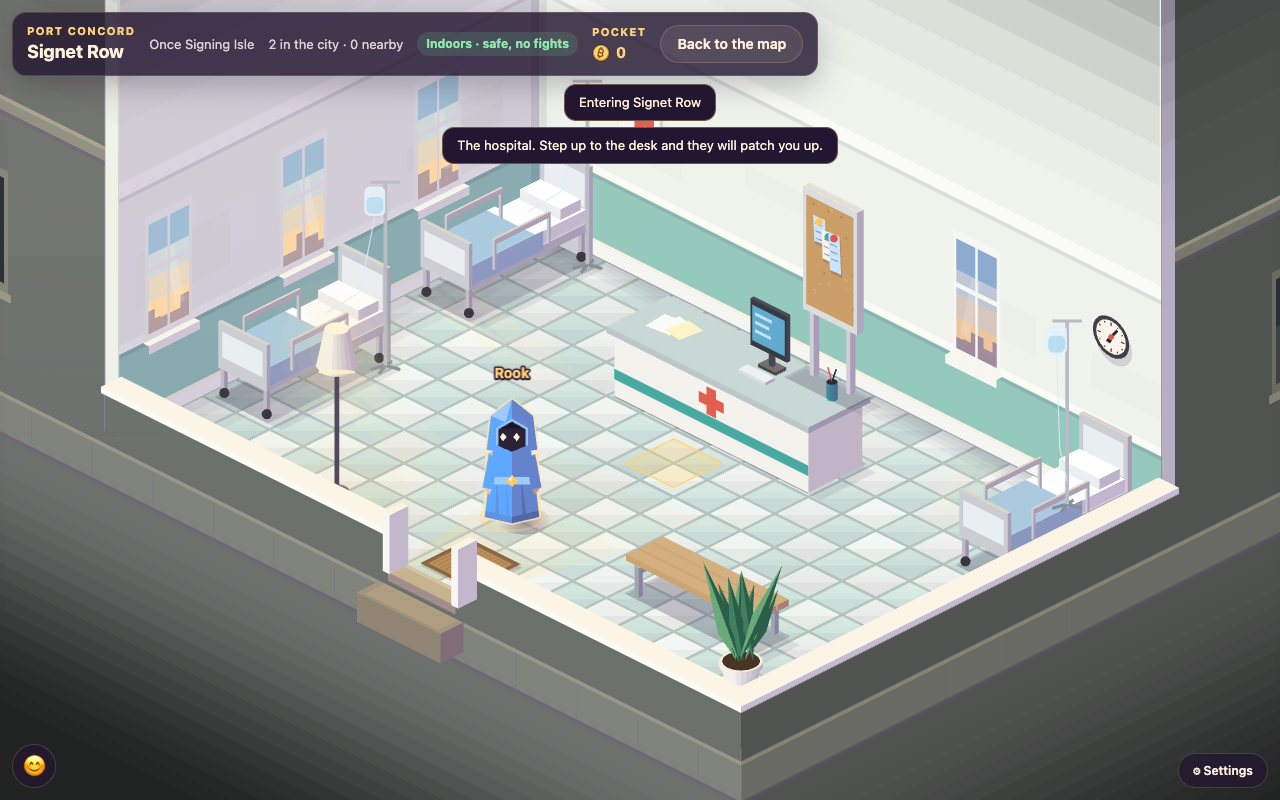 PORT CONCORD
Signet Row
Once Signing Isle
2 in the city · 0 nearby
Indoors · safe, no fights
POCKET
0
Back to the map
Entering Signet Row
The hospital. Step up to the desk and they will patch you up.
Rook
Settings